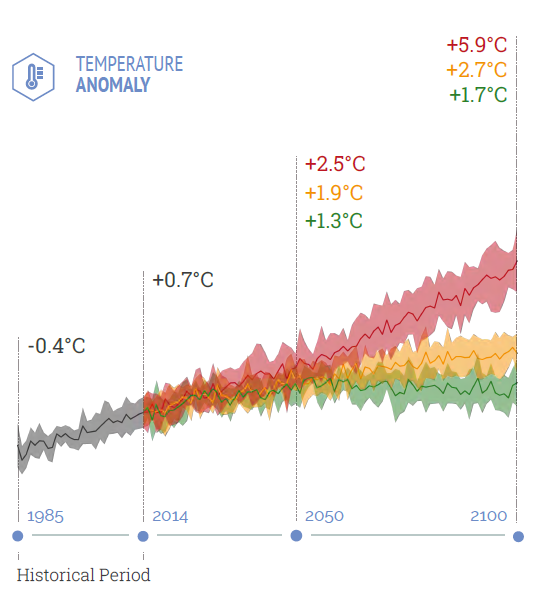 TEMPERATURE
ANOMALY
+5.9°C
+2.7°C
+1.7°C
+2.5°C
+1.9°C
+1.3°C
+0.7°C
-0.4°C
1985
2014
2050
2100
Historical Period